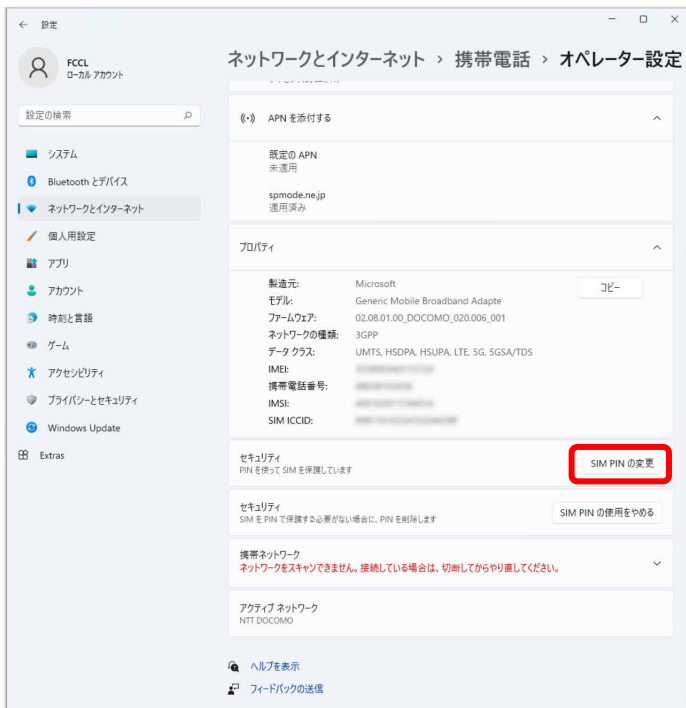 設定
FCCL
ローカル アカウント
設定の検索
システム
Bluetooth とデバイス
ネットワークとインターネット
個人用設定
アプリ
アカウント
時刻と言語
ゲーム
アクセシビリティ
プライバシーとセキュリティ
Windows Update
Extras
ネットワークとインターネット › 携帯電話 › オペレーター設定
APN を添付する
既定の APN
未適用
spmode.ne.jp
適用済み
プロパティ
製造元: Microsoft
コピー
モデル: Generic Mobile Broadband Adapte
ファームウェア: 02.08.01.00_DOCOMO_020.006_001
ネットワークの種類: 3GPP
データ クラス: UMTS, HSDPA, HSUPA, LTE, 5G, 5GSA/TDS
IMEI:
携帯電話番号:
IMSI:
SIM ICCID:
セキュリティ
PIN を使って SIM を保護しています
SIM PIN の変更
セキュリティ
SIM を PIN で保護する必要がない場合に、PIN を削除します
SIM PIN の使用をやめる
携帯ネットワーク
ネットワークをスキャンできません。接続している場合は、切断してからやり直してください。
アクティブ ネットワーク
NTT DOCOMO
ヘルプを表示
フィードバックの送信